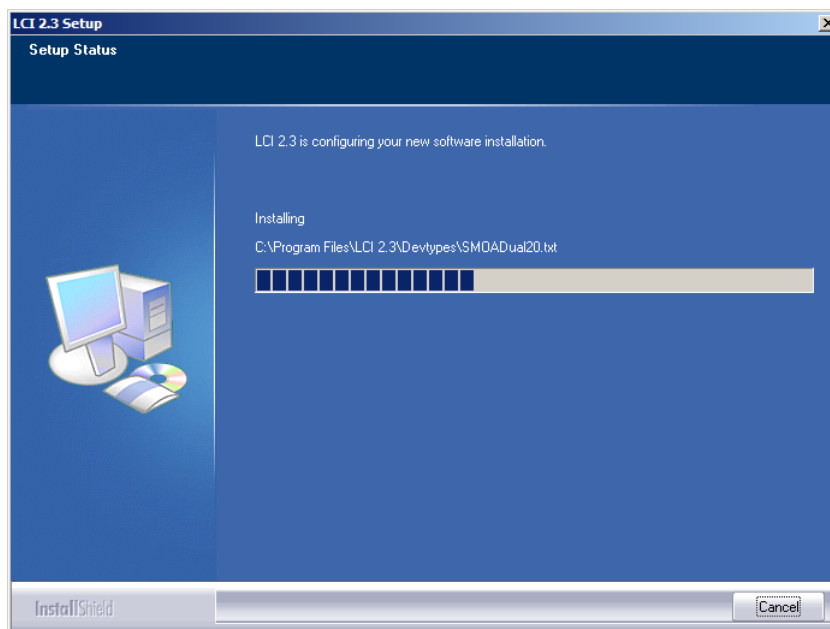 LCI 2.3 Setup
Setup Status
LCI 2.3 is configuring your new software installation.
Installing
C:\Program Files\LCI 2.3\Devtypes\SMOADual20.txt
InstallShield
Cancel